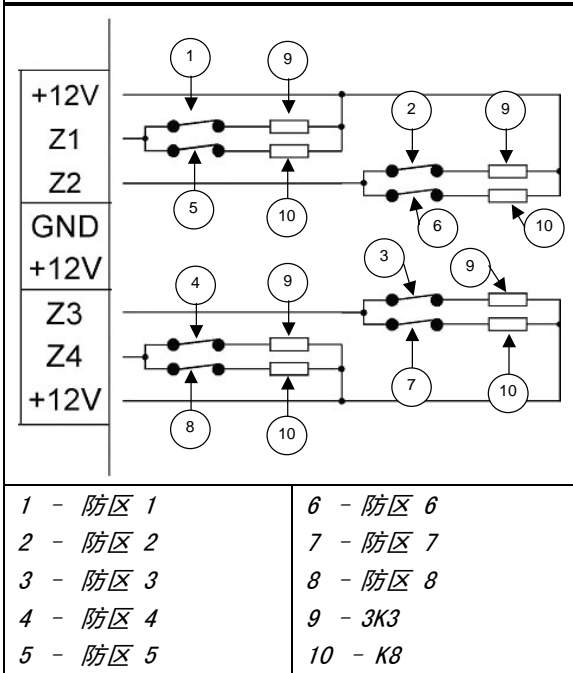 1
9
+12V
2
9
Z1
Z2
5
10
6
10
GND
+12V
3
9
4
9
Z3
Z4
7
10
+12V
8
10
1 - 防区 1
2 - 防区 2
3 - 防区 3
4 - 防区 4
5 - 防区 5
6 - 防区 6
7 - 防区 7
8 - 防区 8
9 - 3K3
10 - K8